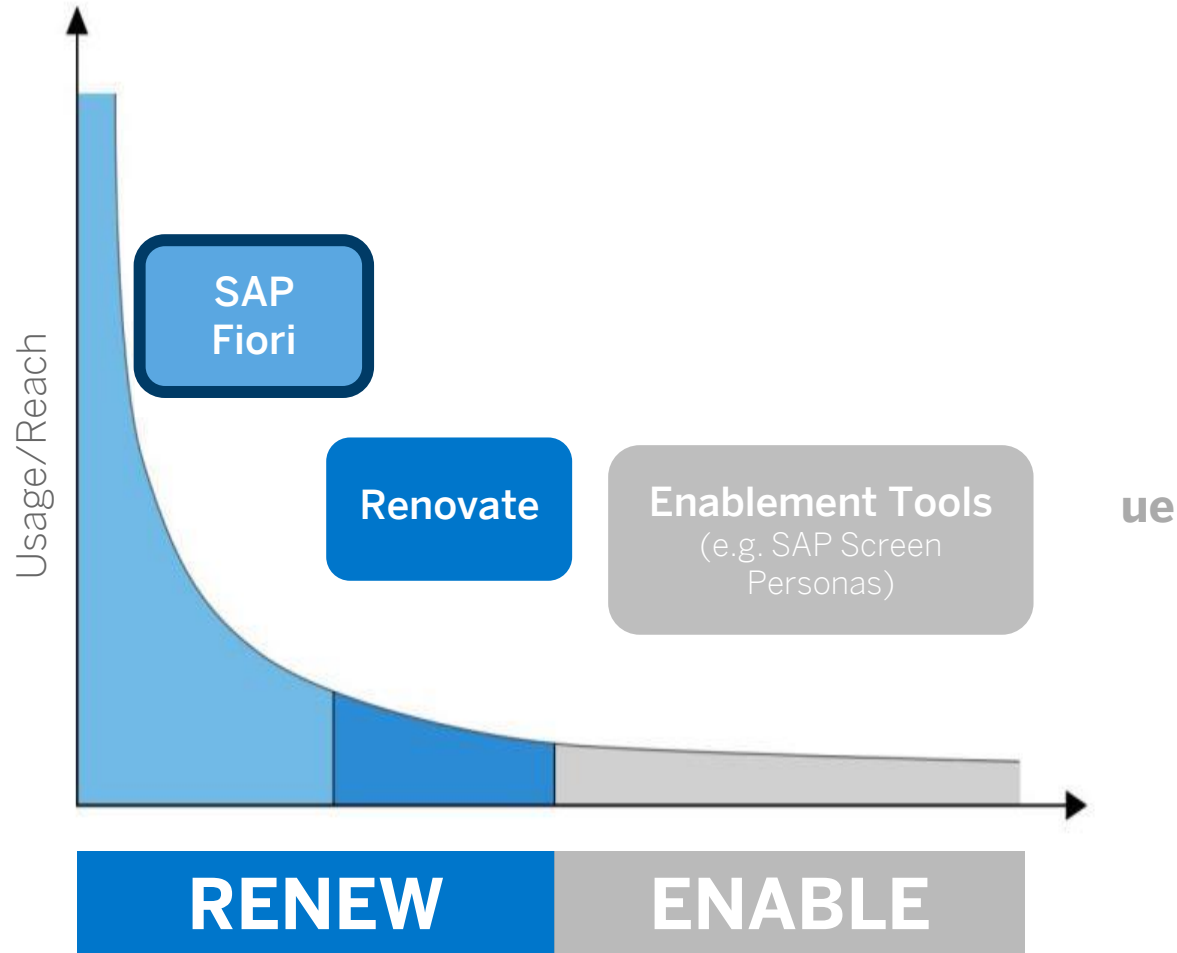 SAP
Fiori
Usage/Reach
Renovate
Enablement Tools
(e.g. SAP Screen
Personas)
ue
RENEW
ENABLE